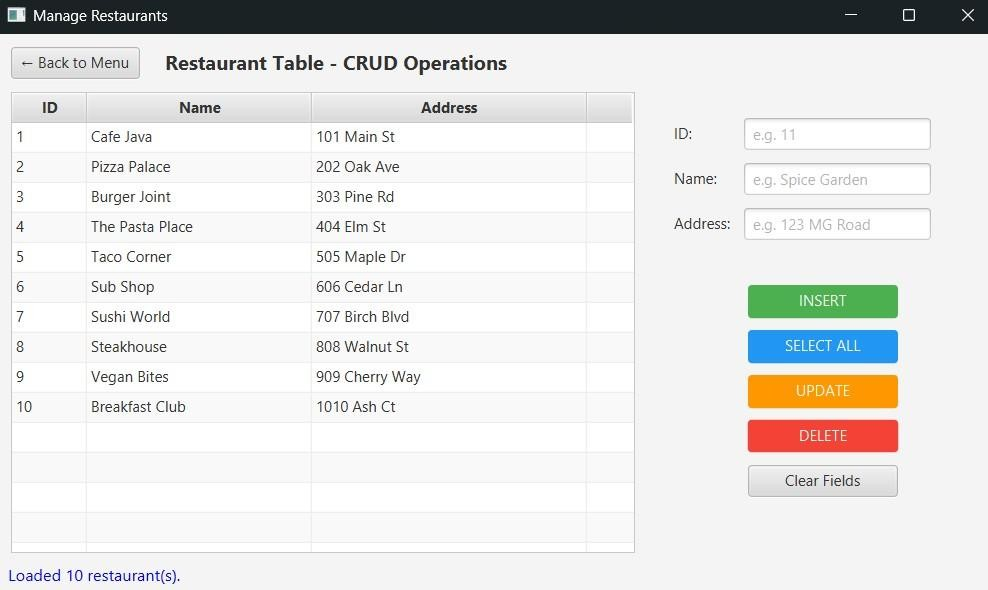 Manage Restaurants
← Back to Menu
Restaurant Table - CRUD Operations
ID Name Address
1 Cafe Java 101 Main St
2 Pizza Palace 202 Oak Ave
3 Burger Joint 303 Pine Rd
4 The Pasta Place 404 Elm St
5 Taco Corner 505 Maple Dr
6 Sub Shop 606 Cedar Ln
7 Sushi World 707 Birch Blvd
8 Steakhouse 808 Walnut St
9 Vegan Bites 909 Cherry Way
10 Breakfast Club 1010 Ash Ct
ID: e.g. 11
Name: e.g. Spice Garden
Address: e.g. 123 MG Road
INSERT
SELECT ALL
UPDATE
DELETE
Clear Fields
Loaded 10 restaurant(s).